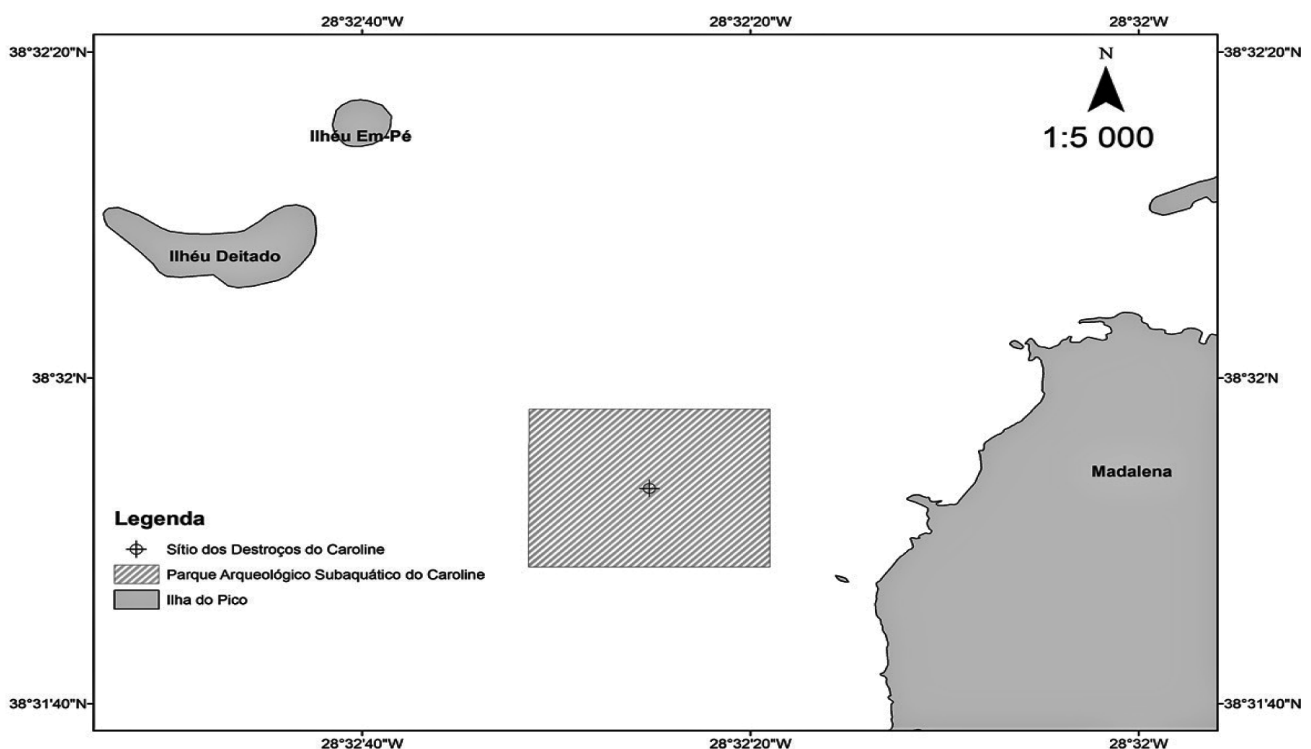 28°32'40"W
28°32'20"W
28°32'W
38°32'20"N
38°32'20"N
N
1:5 000
Ilhéu Em-Pé
Ilhéu Deitado
38°32'N
38°32'N
Madalena
Legenda
Sítio dos Destroços do Caroline
Parque Arqueológico Subaquático do Caroline
Ilha do Pico
38°31'40"N
38°31'40"N
28°32'40"W
28°32'20"W
28°32'W